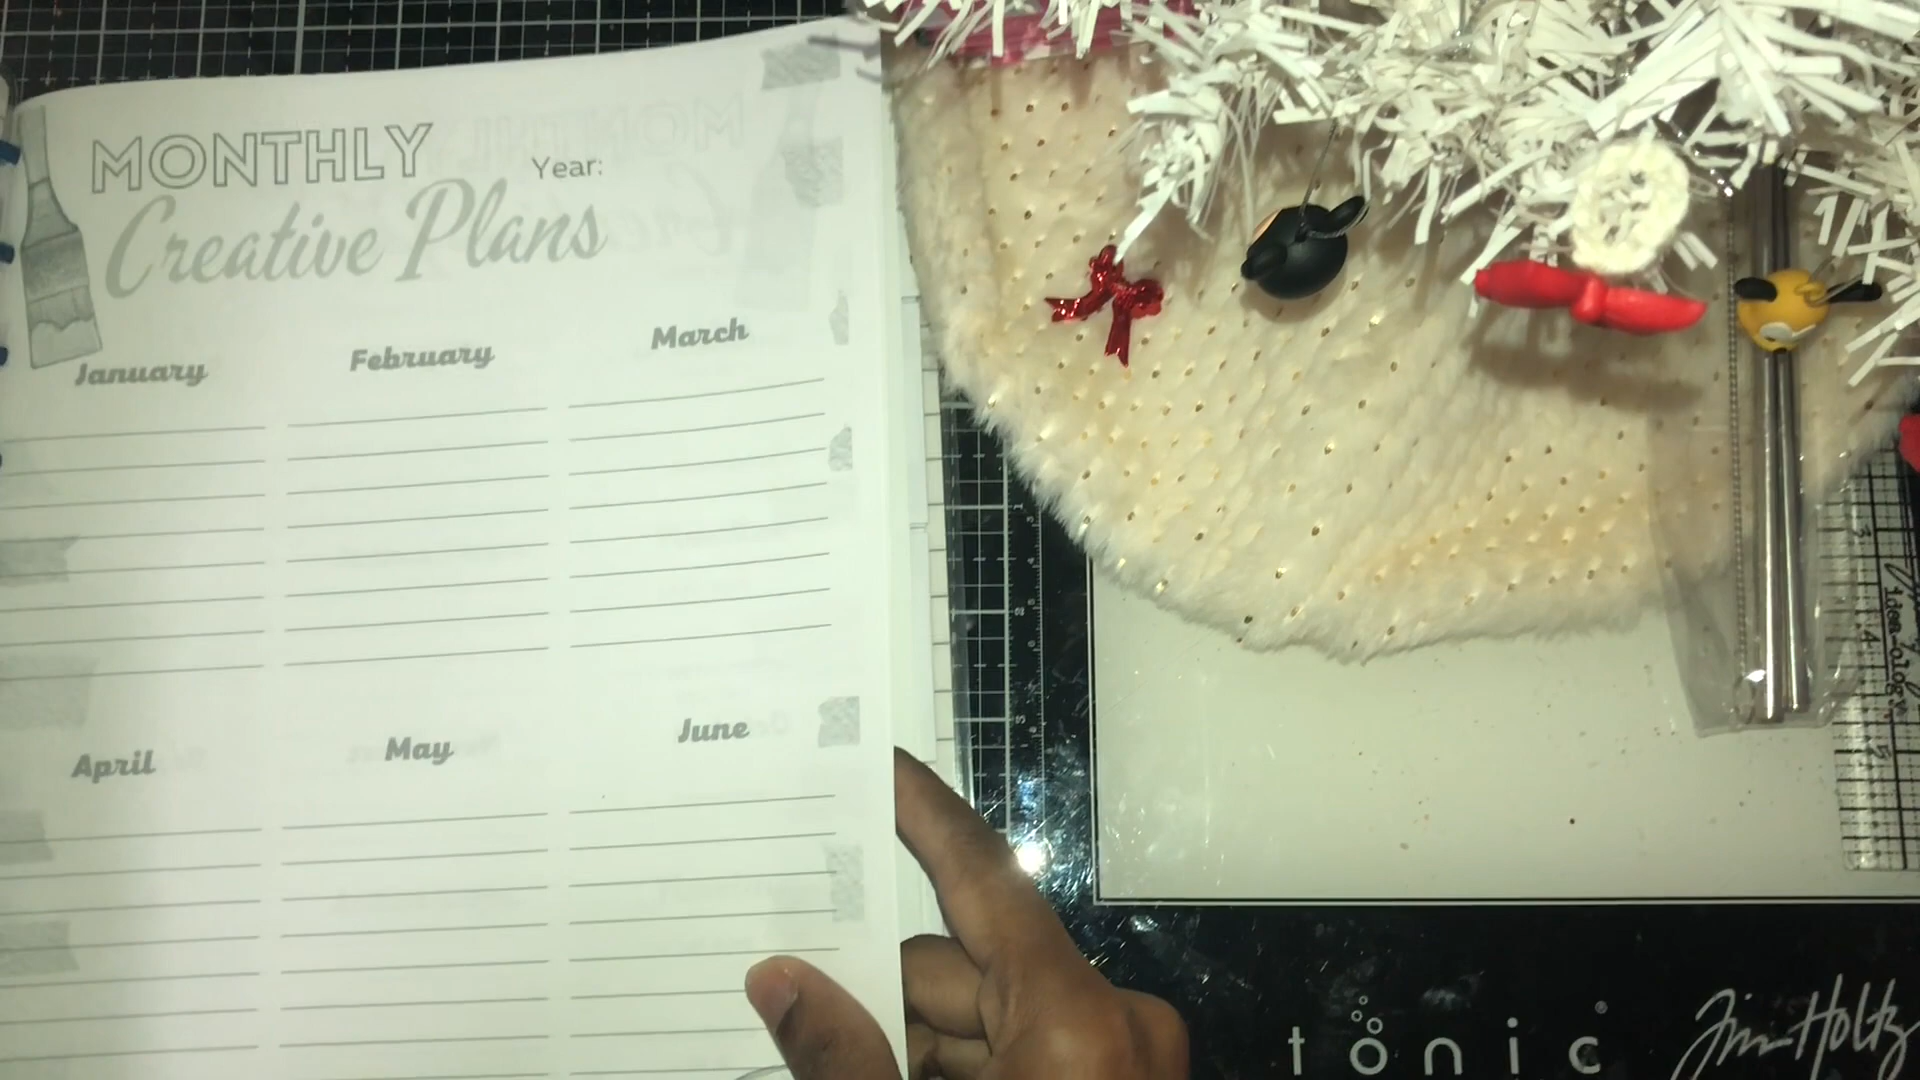 MONTHLY
Year:
Creative Plans
January
February
March
April
May
June
tonic
Tim Holtz
idea-ology